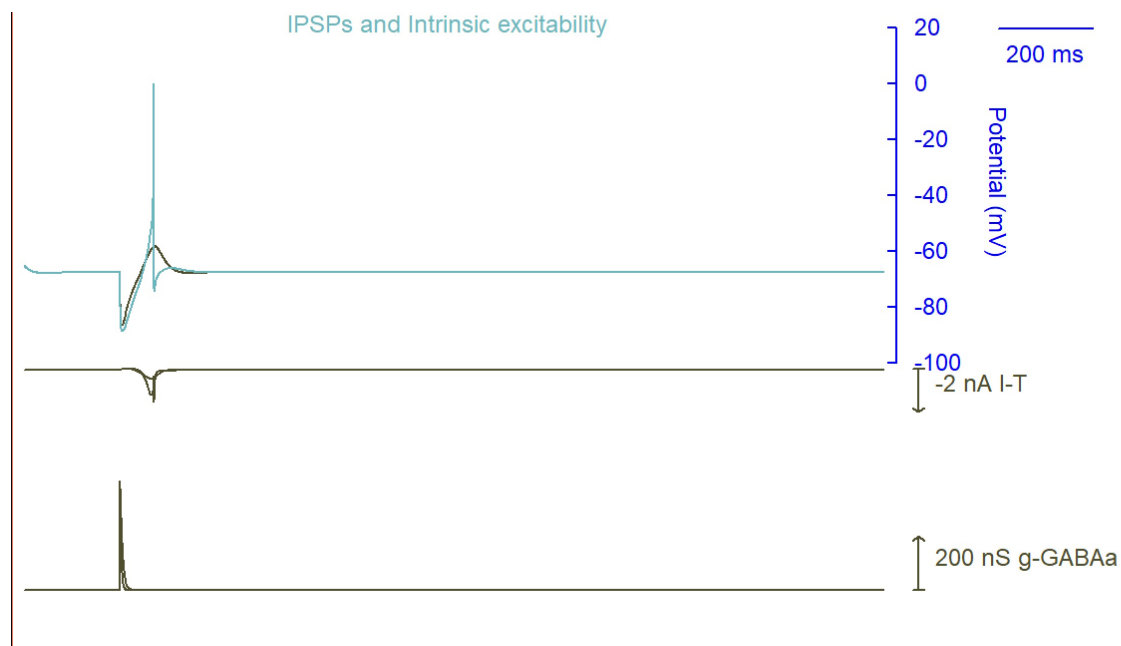 IPSPs and Intrinsic excitability
20
200 ms
0
-20
-40
-60
-80
-100
Potential (mV)
-2 nA I-T
200 nS g-GABAa